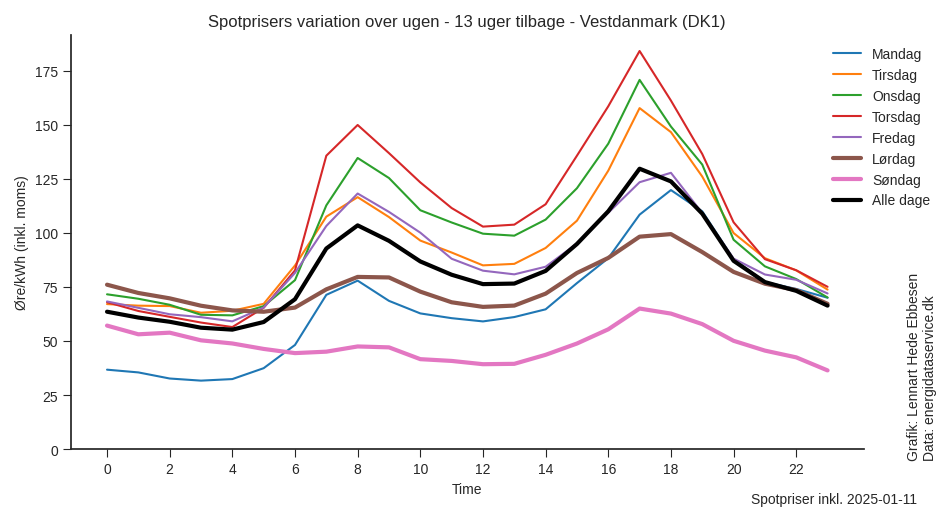 Spotprisers variation over ugen - 13 uger tilbage - Vestdanmark (DK1)
Øre/kWh (inkl. moms)
175
150
125
100
75
50
25
0
0 2 4 6 8 10 12 14 16 18 20 22
Time
Mandag
Tirsdag
Onsdag
Torsdag
Fredag
Lørdag
Søndag
Alle dage
Grafik: Lennart Hede Ebbesen
Data: energidataservice.dk
Spotpriser inkl. 2025-01-11